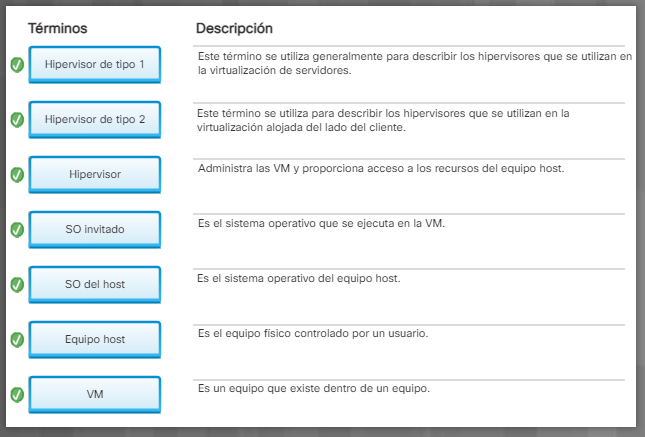 Términos
Descripción
Hipervisor de tipo 1
Este término se utiliza generalmente para describir los hipervisores que se utilizan en
la virtualización de servidores.
Hipervisor de tipo 2
Este término se utiliza para describir los hipervisores que se utilizan en la
virtualización alojada del lado del cliente.
Hipervisor
Administra las VM y proporciona acceso a los recursos del equipo host.
SO invitado
Es el sistema operativo que se ejecuta en la VM.
SO del host
Es el sistema operativo del equipo host.
Equipo host
Es el equipo físico controlado por un usuario.
VM
Es un equipo que existe dentro de un equipo.